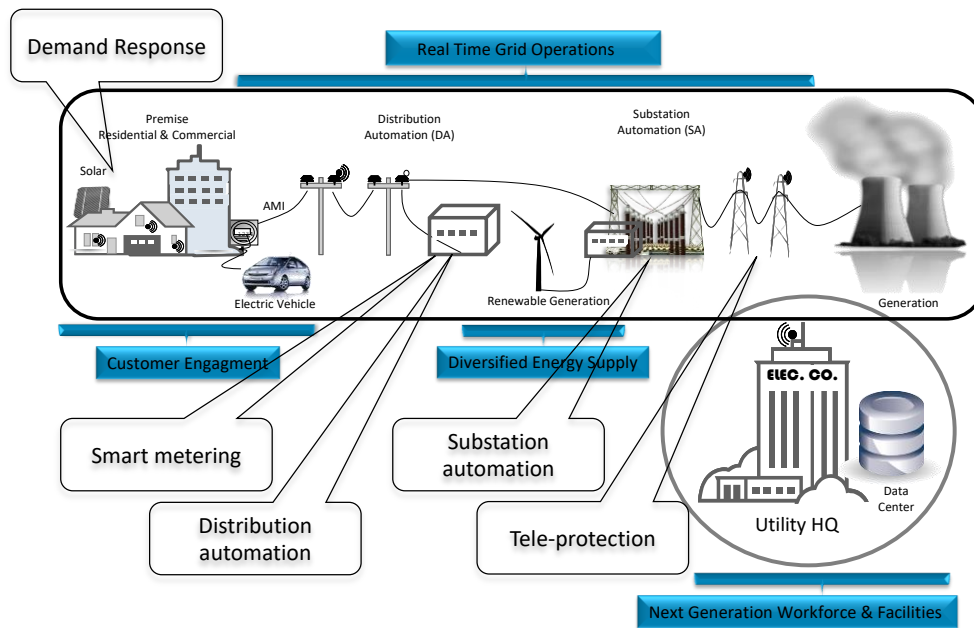 Demand Response
Real Time Grid Operations
Premise
Residential & Commercial
Distribution
Automation (DA)
Substation
Automation (SA)
Solar
AMI
Electric Vehicle
Renewable Generation
Generation
Customer Engagment
Diversified Energy Supply
ELEC. CO.
Smart metering
Substation
automation
Data
Center
Distribution
automation
Tele-protection
Utility HQ
Next Generation Workforce & Facilities